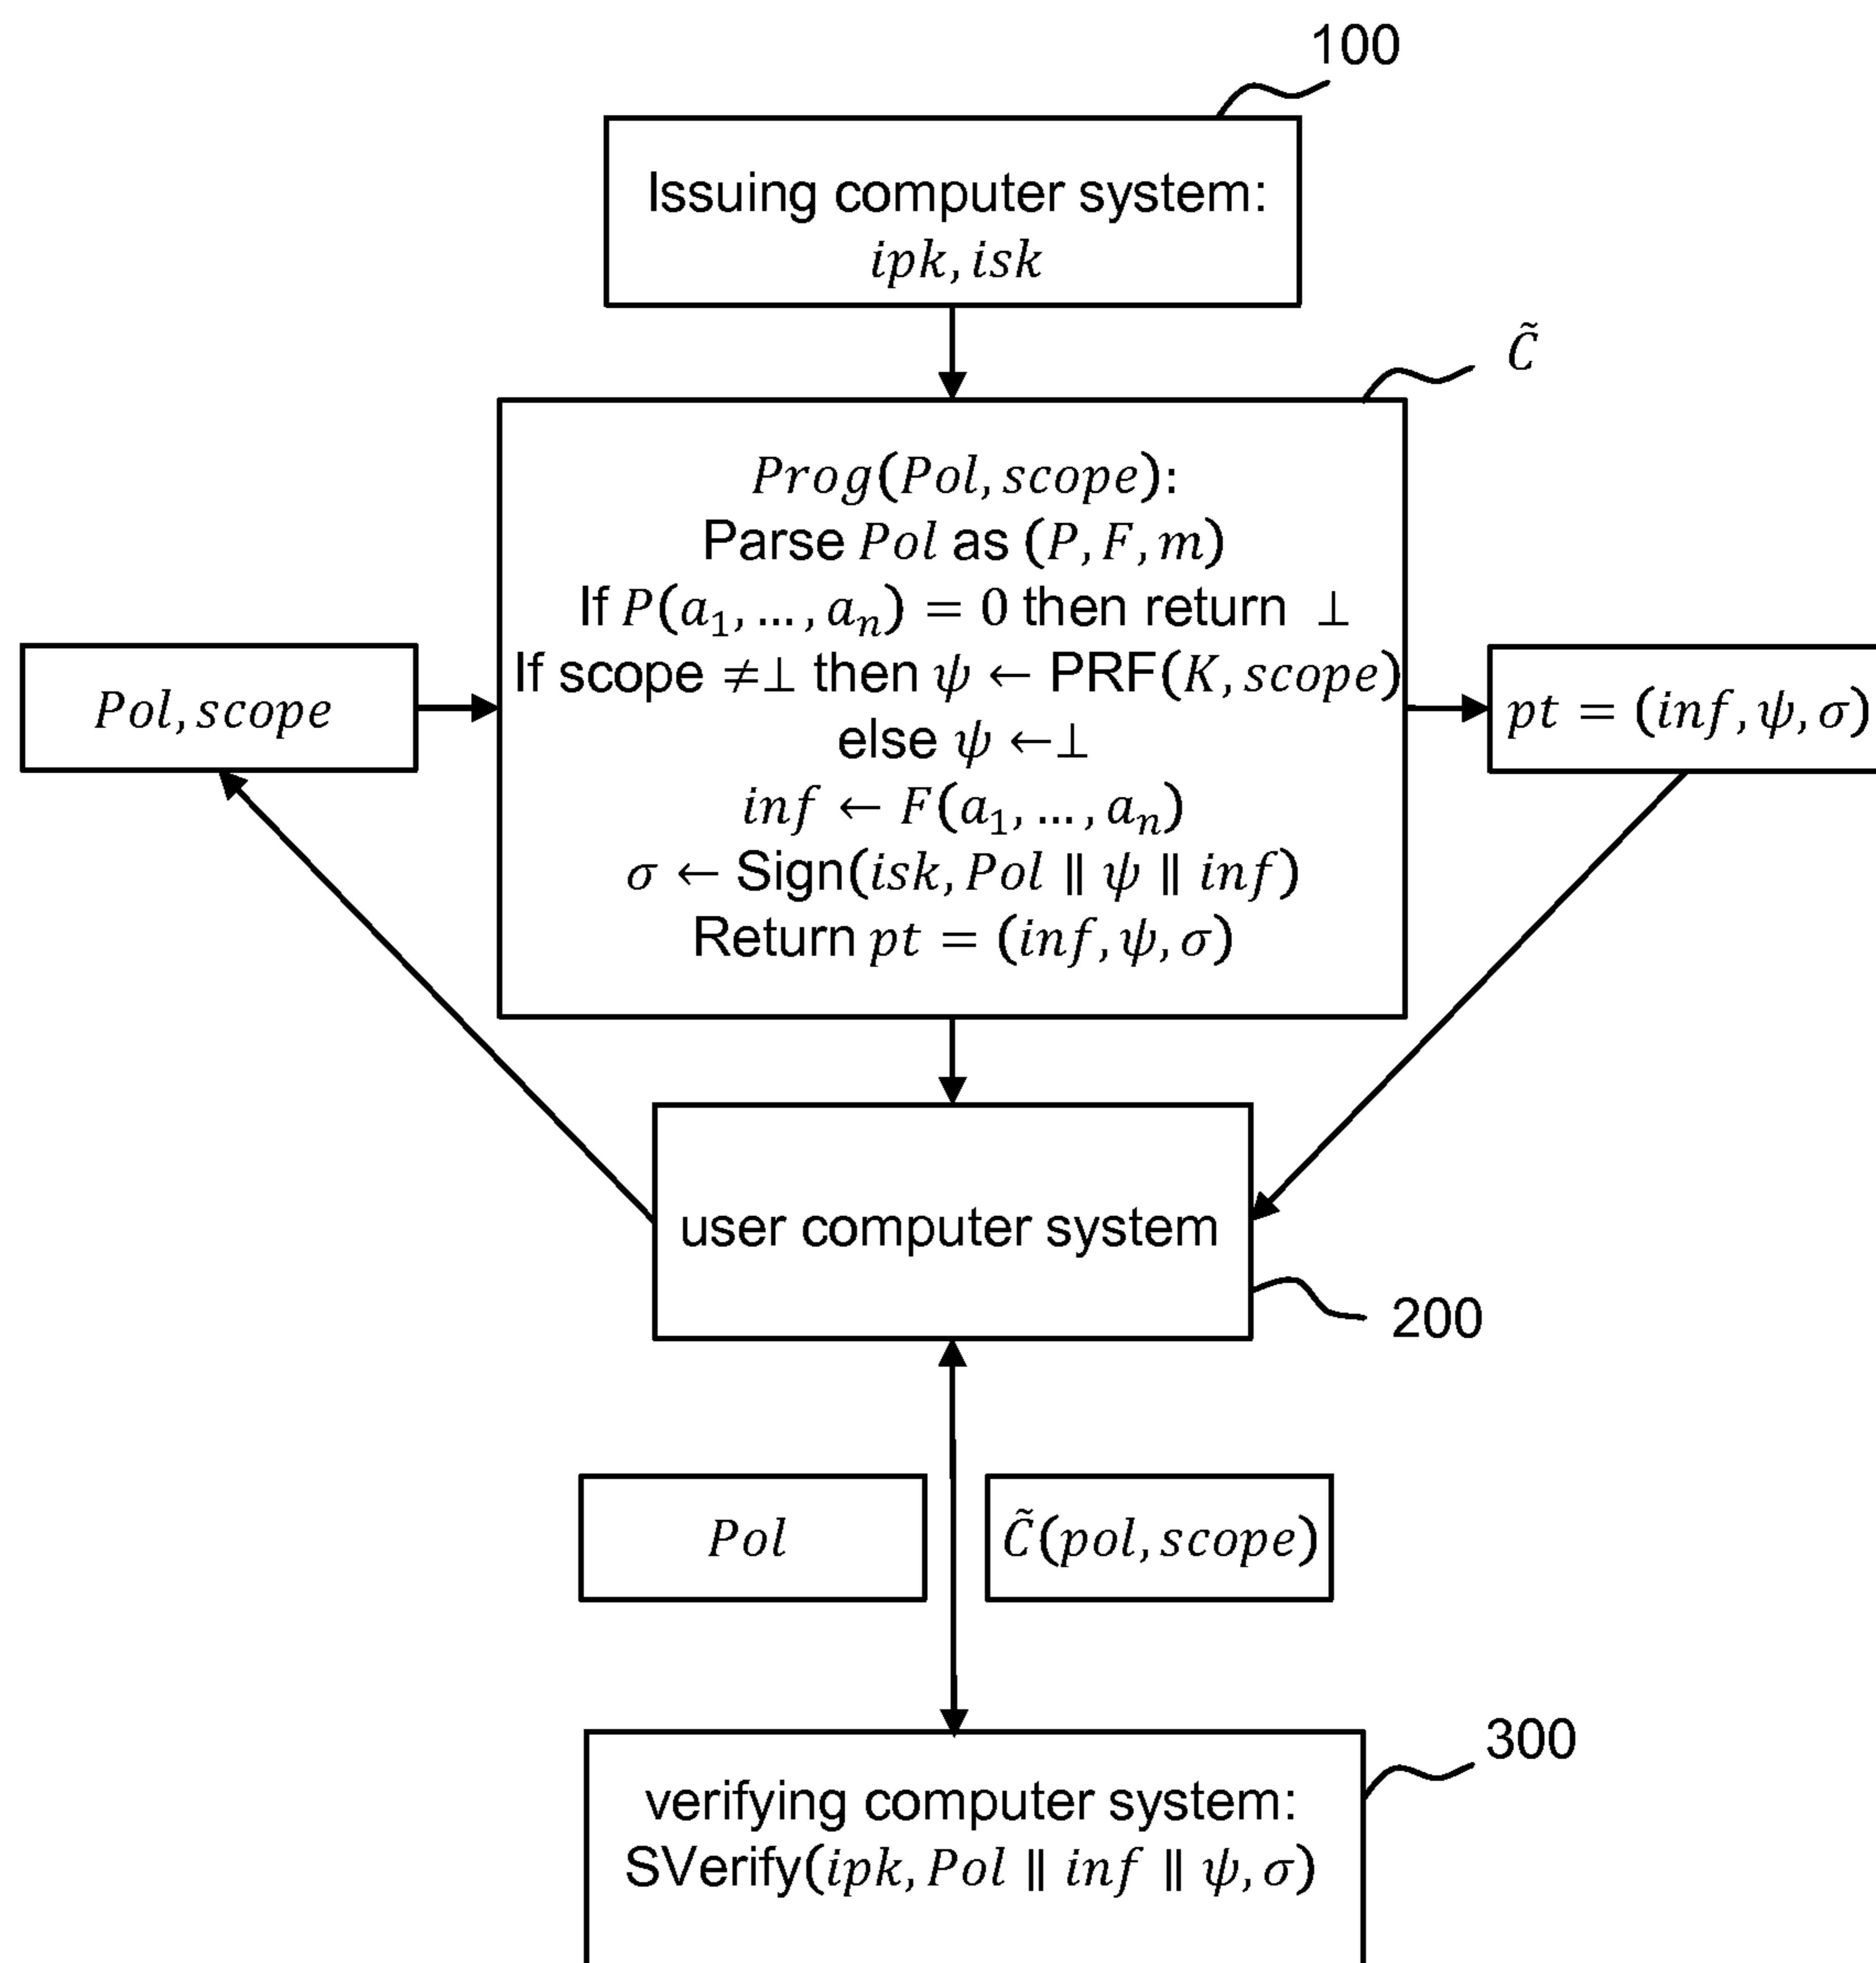 100
Issuing computer system:
ipk, isk
C̃
Prog(Pol, scope):
Parse Pol as (P, F, m)
If P(a₁, …, aₙ) = 0 then return ⊥
If scope ≠⊥ then ψ ← PRF(K, scope)
else ψ ←⊥
inf ← F(a₁, …, aₙ)
σ ← Sign(isk, Pol ∥ ψ ∥ inf)
Return pt = (inf, ψ, σ)
Pol, scope
pt = (inf, ψ, σ)
user computer system
200
Pol
C̃(pol, scope)
300
verifying computer system:
SVerify(ipk, Pol ∥ inf ∥ ψ, σ)